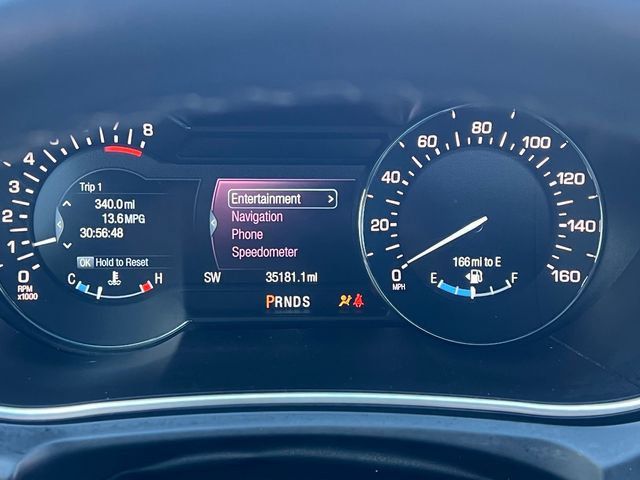 Trip 1
340.0 mi
13.6 MPG
30:56:48
OK Hold to Reset
C H
0 1 2 3 4 8
RPM
x1000
Entertainment >
Navigation
Phone
Speedometer
SW 35181.1 mi
PRNDS
0 20 40 60 80 100 120 140 160
MPH
166 mi to E
E F